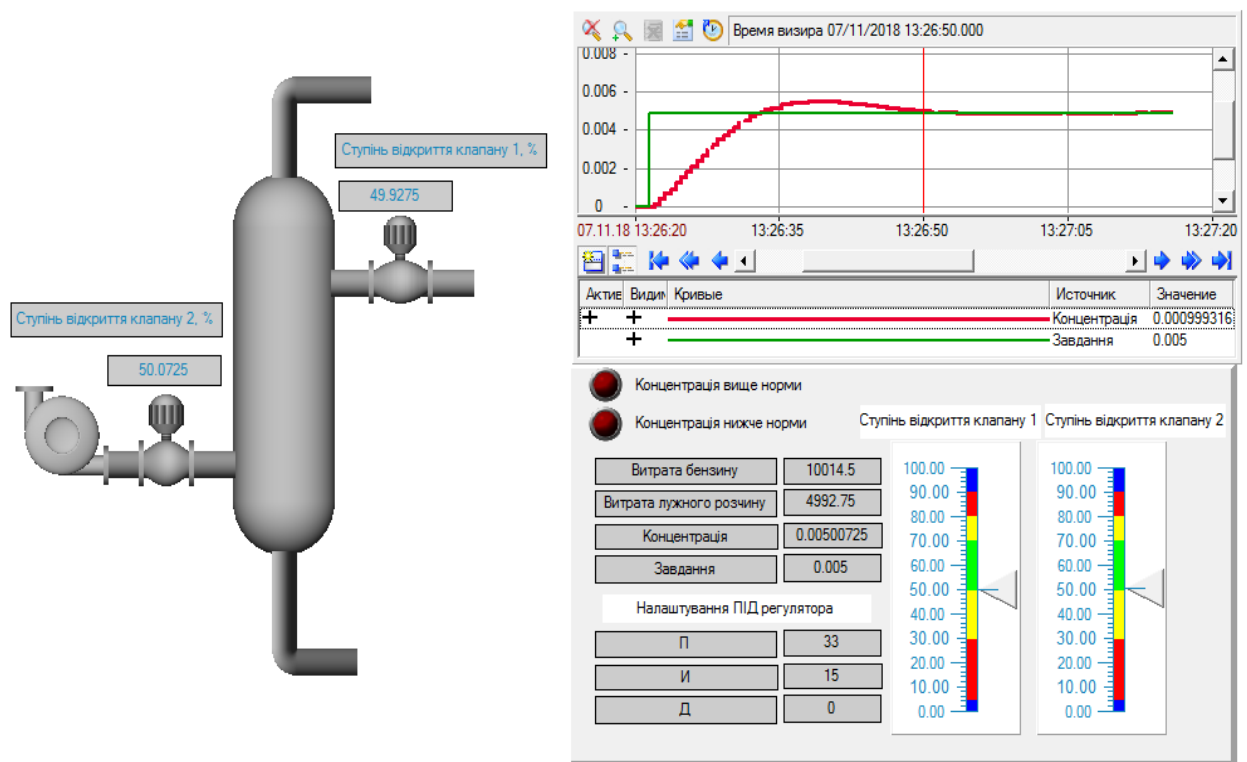 Время визира 07/11/2018 13:26:50.000
0.008
0.006
0.004
0.002
0
07.11.18 13:26:20 13:26:35 13:26:50 13:27:05 13:27:20
Кривые Источник Значение
Концентрація 0.000999316
Завдання 0.005
Ступінь відкриття клапану 1, %
49.9275
Ступінь відкриття клапану 2, %
50.0725
Концентрація вище норми
Концентрація нижче норми
Витрата бензину 10014.5
Витрата лужного розчину 4992.75
Концентрація 0.00500725
Завдання 0.005
Налаштування ПІД регулятора
П 33
И 15
Д 0
Ступінь відкриття клапану 1 Ступінь відкриття клапану 2
100.00 100.00
90.00 90.00
80.00 80.00
70.00 70.00
60.00 60.00
50.00 50.00
40.00 40.00
30.00 30.00
20.00 20.00
10.00 10.00
0.00 0.00